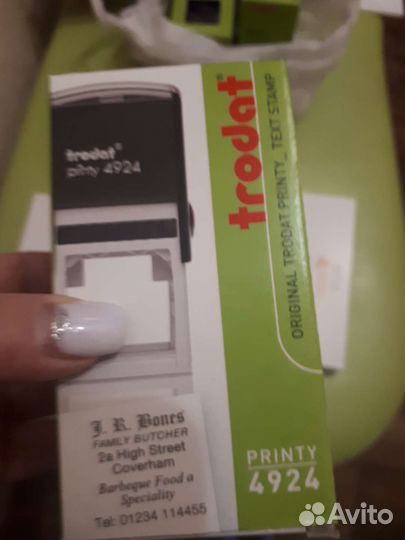 trodat®
printy 4924
trodat®
ORIGINAL TRODAT PRINTY_ TEXT STAMP
J. R. Bones
FAMILY BUTCHER
2a High Street
Coverham
Barbeque Food a
Speciality
Tel: 01234 114455
PRINTY
4924
Avito